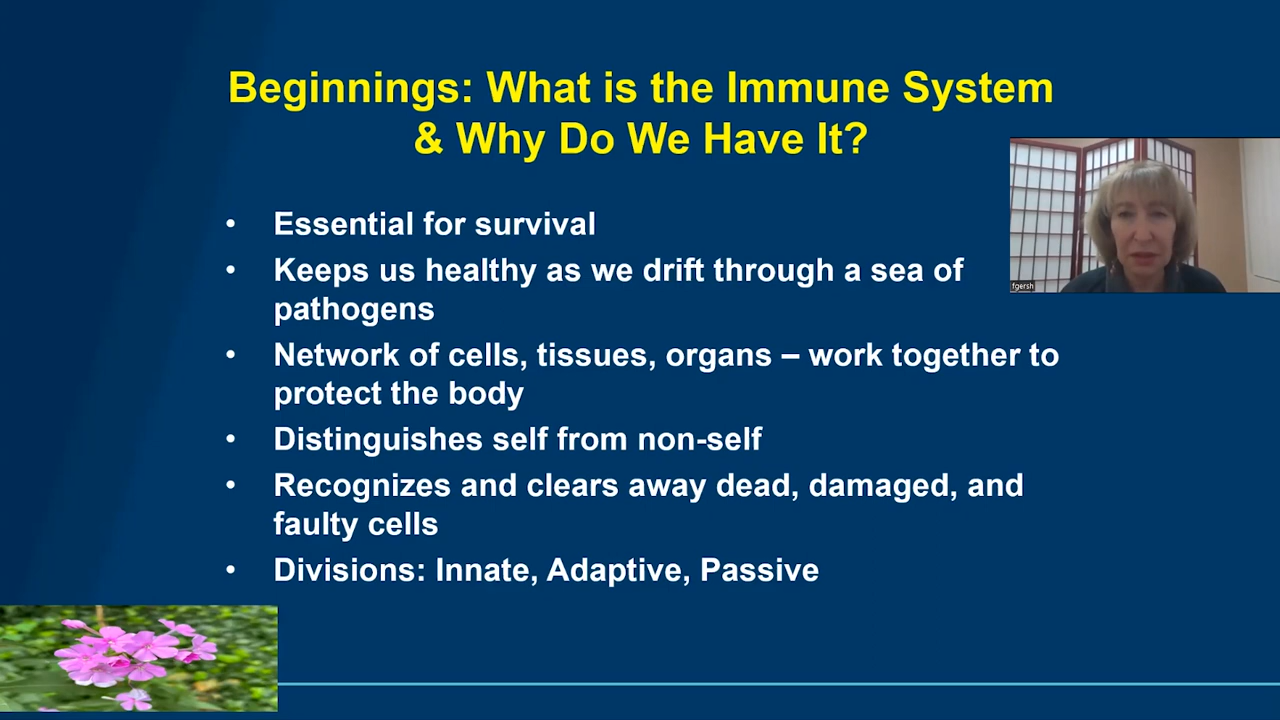 Beginnings: What is the Immune System
& Why Do We Have It?
• Essential for survival
• Keeps us healthy as we drift through a sea of
pathogens
• Network of cells, tissues, organs – work together to
protect the body
• Distinguishes self from non-self
• Recognizes and clears away dead, damaged, and
faulty cells
• Divisions: Innate, Adaptive, Passive
fgersh